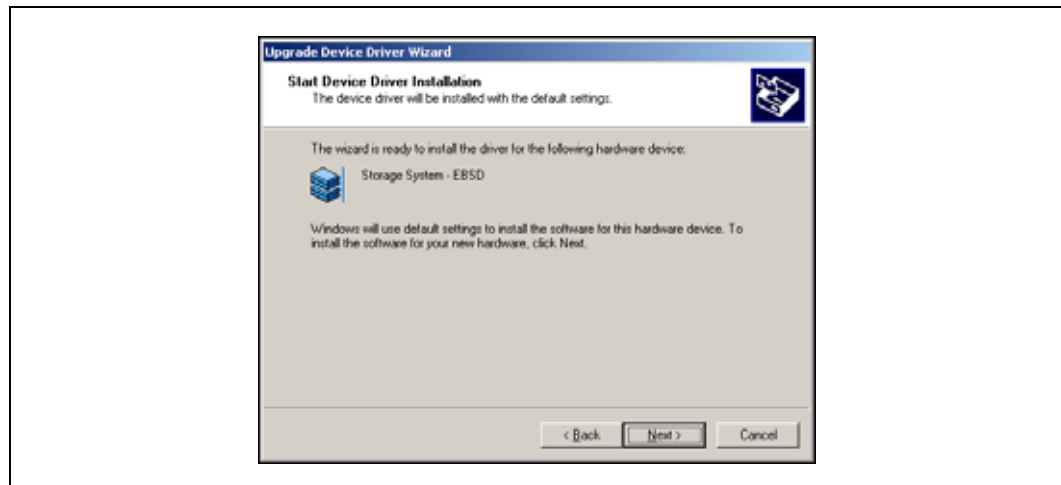 Upgrade Device Driver Wizard
Start Device Driver Installation
The device driver will be installed with the default settings.
The wizard is ready to install the driver for the following hardware device:
Storage System - EBSD
Windows will use default settings to install the software for this hardware device. To
install the software for your new hardware, click Next.
< Back
Next >
Cancel